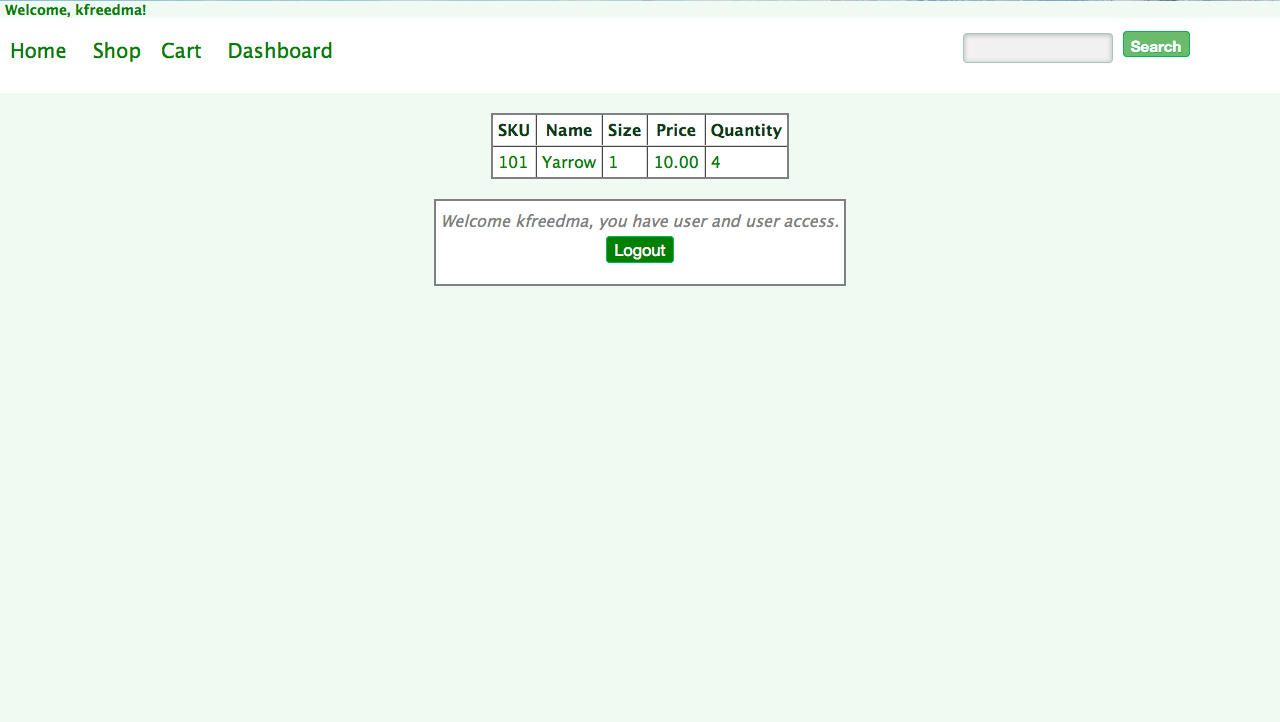 Welcome, kfreedma!
Home Shop Cart Dashboard Search
SKU Name Size Price Quantity
101 Yarrow 1 10.00 4
Welcome kfreedma, you have user and user access.
Logout